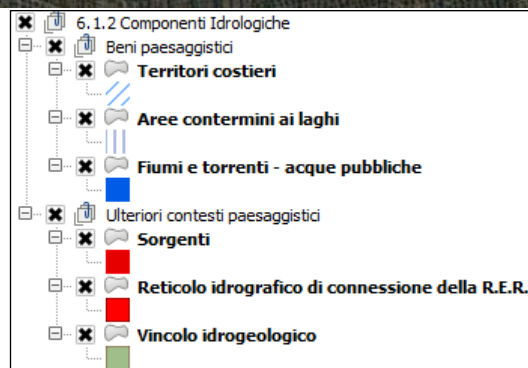 6.1.2 Componenti Idrologiche
Beni paesaggistici
Territori costieri
Aree contermini ai laghi
Fiumi e torrenti - acque pubbliche
Ulteriori contesti paesaggistici
Sorgenti
Reticolo idrografico di connessione della R.E.R.
Vincolo idrogeologico